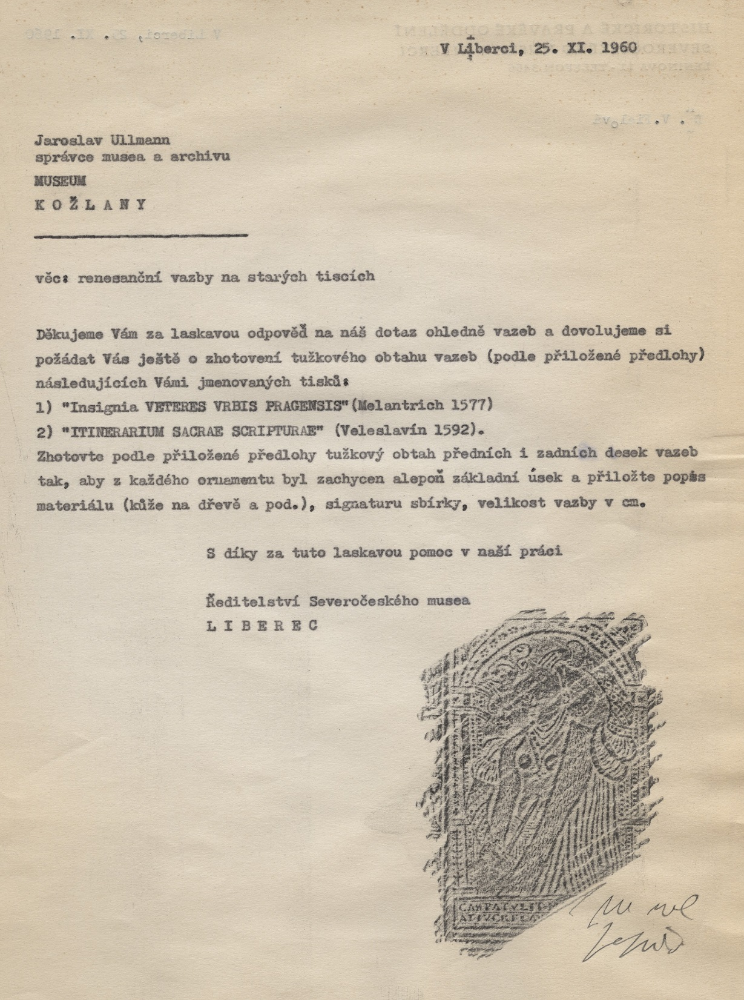 V Liberci, 25. XI. 1960
Jaroslav Ullmann
správce musea a archivu
MUSEUM
K O Ž L A N Y
věc: renesanční vazby na starých tiscích
Děkujeme Vám za laskavou odpověď na náš dotaz ohledně vazeb a dovolujeme si
požádat Vás ještě o zhotovení tužkového obtahu vazeb (podle přiložené předlohy)
následujících Vámi jmenovaných tisků:
1) "Insignia VETERES VRBIS PRAGENSIS"(Melantrich 1577)
2) "ITINERARIUM SACRAE SCRIPTURAE" (Veleslavín 1592).
Zhotovte podle přiložené předlohy tužkový obtah předních i zadních desek vazeb
tak, aby z každého ornamentu byl zachycen alepoň základní úsek a přiložte popis
materiálu (kůže na dřevě a pod.), signaturu sbírky, velikost vazby v cm.
S díky za tuto laskavou pomoc v naší práci
Ředitelství Severočeského musea
L I B E R E C